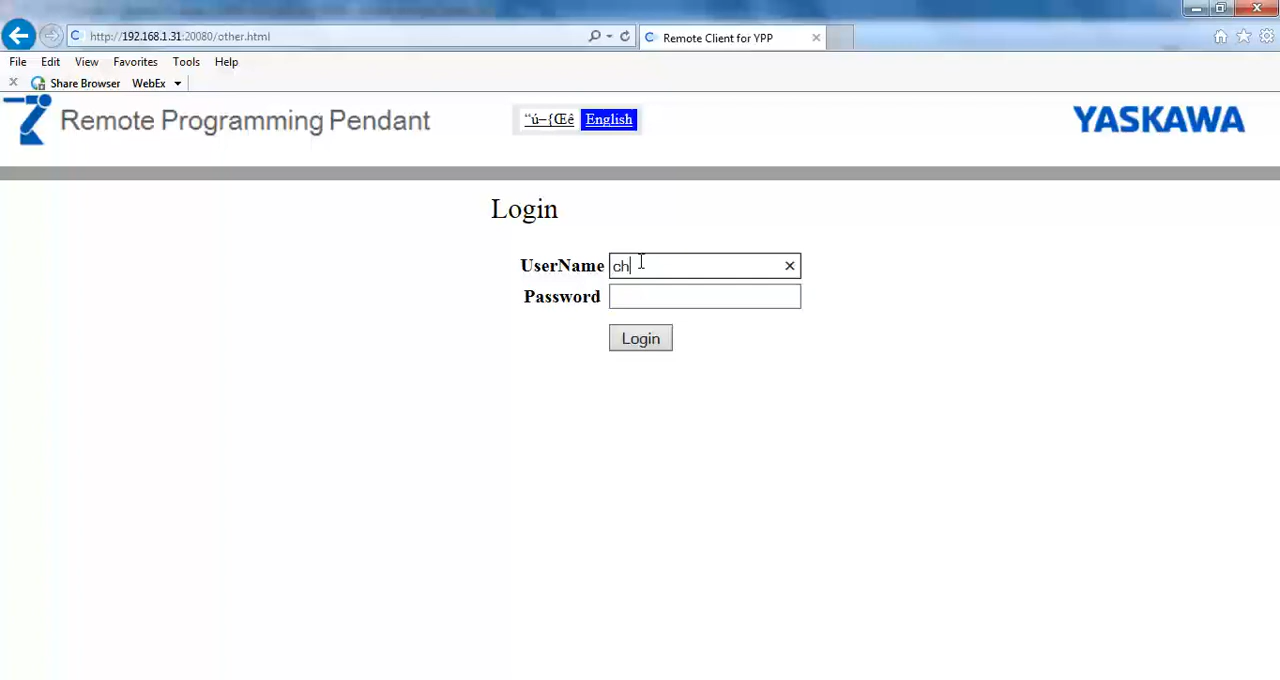 http://192.168.1.31:20080/other.html
Remote Client for YPP
File Edit View Favorites Tools Help
Share Browser WebEx
Remote Programming Pendant
“ú–{Œê English
YASKAWA
Login
UserName ch
Password
Login